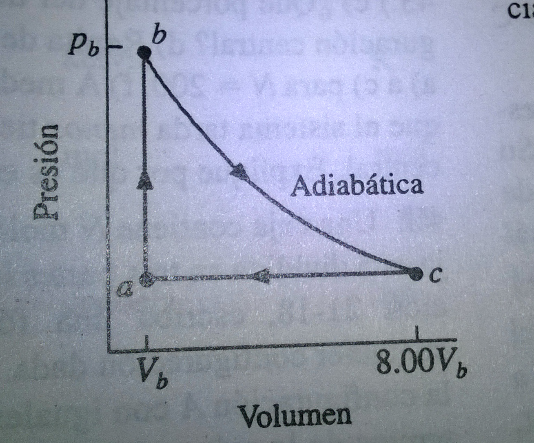 p_b
b
Presión
Adiabática
a
c
V_b
8.00V_b
Volumen